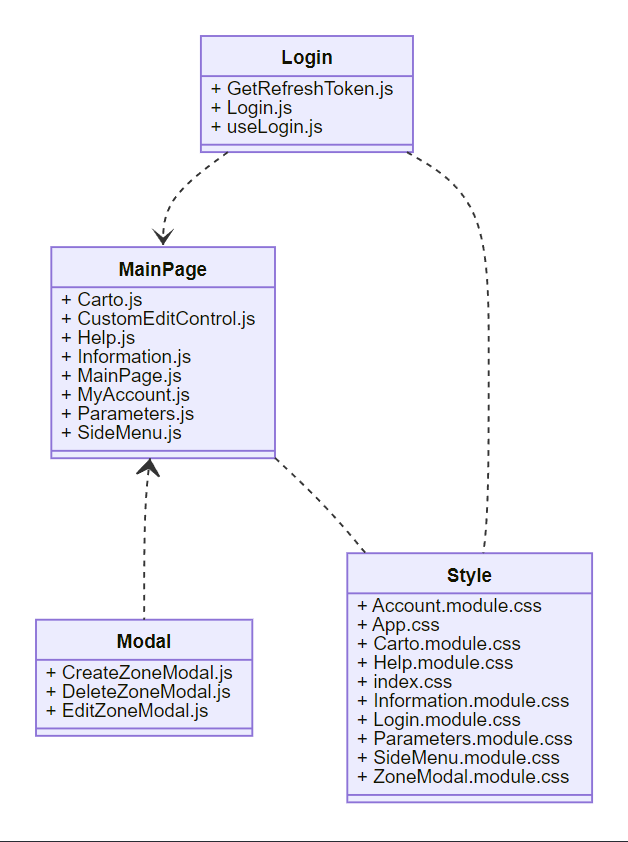 Login
+ GetRefreshToken.js
+ Login.js
+ useLogin.js
MainPage
+ Carto.js
+ CustomEditControl.js
+ Help.js
+ Information.js
+ MainPage.js
+ MyAccount.js
+ Parameters.js
+ SideMenu.js
Modal
+ CreateZoneModal.js
+ DeleteZoneModal.js
+ EditZoneModal.js
Style
+ Account.module.css
+ App.css
+ Carto.module.css
+ Help.module.css
+ index.css
+ Information.module.css
+ Login.module.css
+ Parameters.module.css
+ SideMenu.module.css
+ ZoneModal.module.css